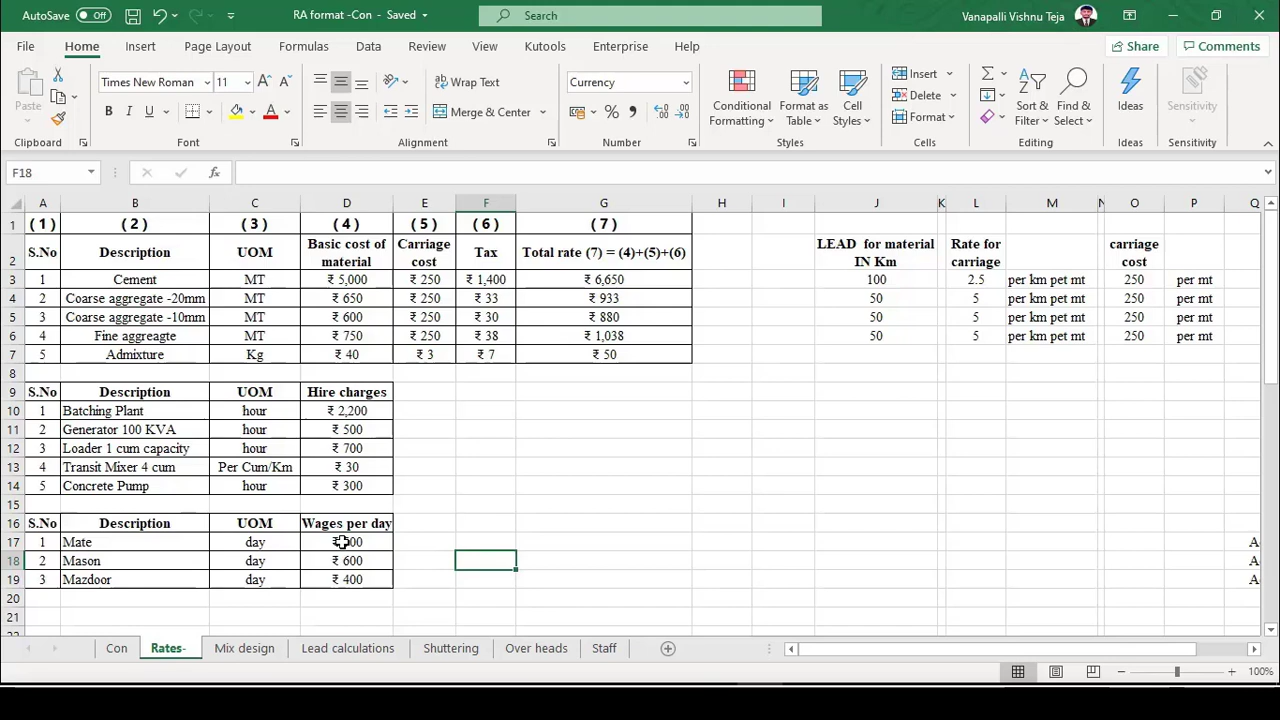 AutoSave Off RA format -Con - Saved Search Vanapalli Vishnu Teja
File Home Insert Page Layout Formulas Data Review View Kutools Enterprise Help Share Comments
Paste Times New Roman 11 Wrap Text Currency Conditional Formatting Format as Table Cell Styles Insert Sort & Filter Find & Select Ideas Sensitivity
B I U Merge & Center Delete
Format
Clipboard Font Alignment Number Styles Cells Editing Ideas Sensitivity
F18 fx
A B C D E F G H I J K L M N O P Q
1 ( 1 ) ( 2 ) ( 3 ) ( 4 ) ( 5 ) ( 6 ) ( 7 )
2 S.No Description UOM Basic cost of material Carriage cost Tax Total rate (7) = (4)+(5)+(6) LEAD for material IN Km Rate for carriage carriage cost
3 1 Cement MT ₹ 5,000 ₹ 250 ₹ 1,400 ₹ 6,650 100 2.5 per km pet mt 250 per mt
4 2 Coarse aggregate -20mm MT ₹ 650 ₹ 250 ₹ 33 ₹ 933 50 5 per km pet mt 250 per mt
5 3 Coarse aggregate -10mm MT ₹ 600 ₹ 250 ₹ 30 ₹ 880 50 5 per km pet mt 250 per mt
6 4 Fine aggreagte MT ₹ 750 ₹ 250 ₹ 38 ₹ 1,038 50 5 per km pet mt 250 per mt
7 5 Admixture Kg ₹ 40 ₹ 3 ₹ 7 ₹ 50
8
9 S.No Description UOM Hire charges
10 1 Batching Plant hour ₹ 2,200
11 2 Generator 100 KVA hour ₹ 500
12 3 Loader 1 cum capacity hour ₹ 700
13 4 Transit Mixer 4 cum Per Cum/Km ₹ 30
14 5 Concrete Pump hour ₹ 300
15
16 S.No Description UOM Wages per day
17 1 Mate day A
18 2 Mason day ₹ 600 A
19 3 Mazdoor day ₹ 400 A
20
21
Con Rates- Mix design Lead calculations Shuttering Over heads Staff
100%